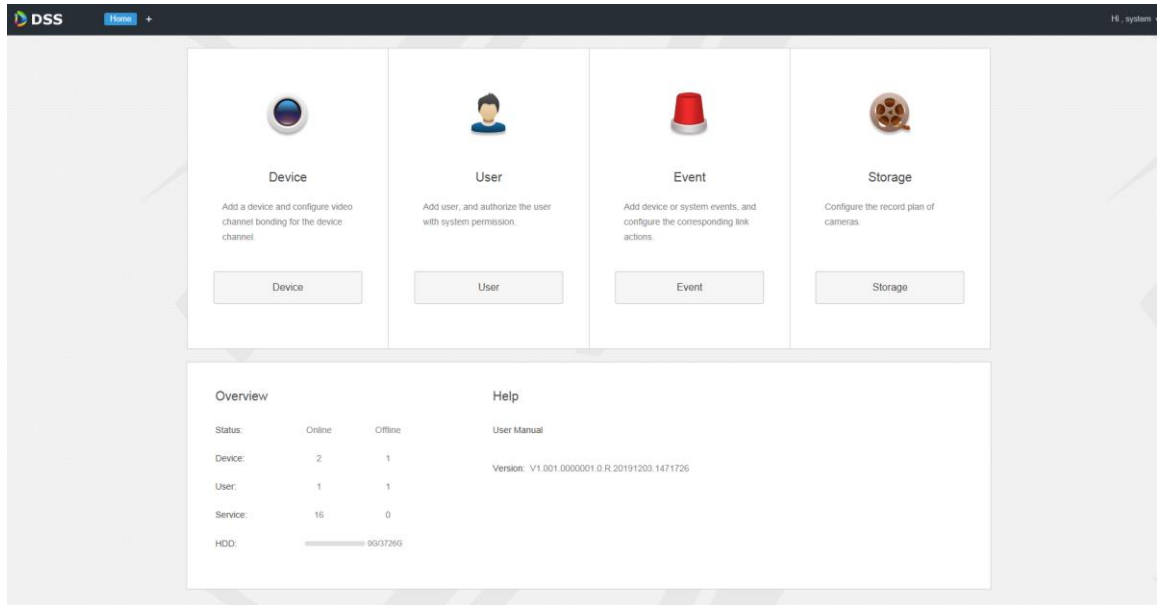 DSS Home + Hi , system
Device
Add a device and configure video
channel bonding for the device
channel.
Device
User
Add user, and authorize the user
with system permission.
User
Event
Add device or system events, and
configure the corresponding link
actions.
Event
Storage
Configure the record plan of
cameras.
Storage
Overview
Status: Online Offline
Device: 2 1
User: 1 1
Service: 16 0
HDD: 0G/3726G
Help
User Manual
Version: V1.001.0000001.0.R.20191203.1471726